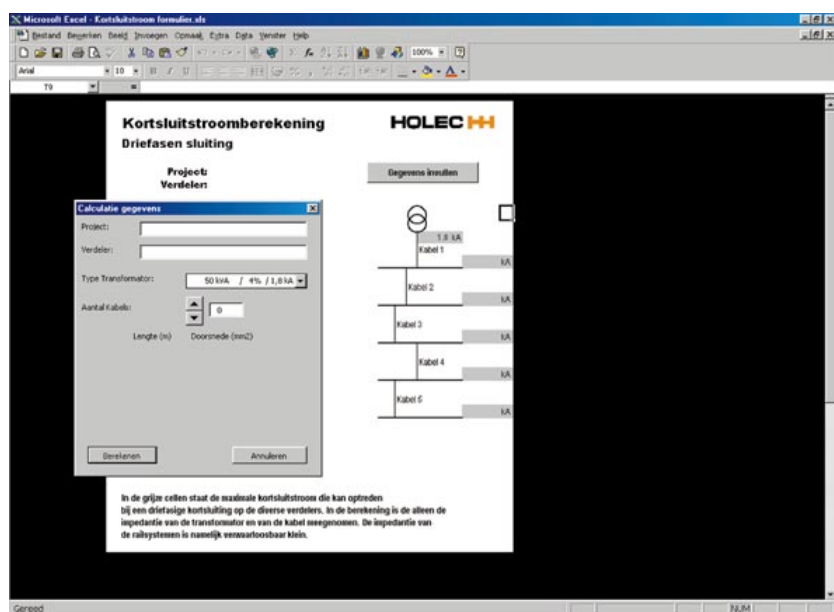 Microsoft Excel - Kortsluitstroom formulier.xls
Bestand Bewerken Beeld Invoegen Opmaak Extra Data Venster Help
100%
Arial 10 B I U
T9 =
Kortsluitstroomberekening
HOLEC
Driefasen sluiting
Project:
Verdeler:
Gegevens invullen
Calculatie gegevens
Project:
Verdeler:
Type Transformator: 50 kVA / 4% / 1,8 kA
Aantal Kabels: 0
Lengte (m) Doorsnede (mm2)
Berekenen Annuleren
1.8 kA
Kabel 1
kA
Kabel 2
Kabel 3
kA
Kabel 4
kA
Kabel 5
kA
In de grijze cellen staat de maximale kortsluitstroom die kan optreden
bij een driefasige kortsluiting op de diverse verdelers. In de berekening is de alleen de
impedantie van de transformator en van de kabel meegenomen. De impedantie van
de railsystemen is namelijk verwaarloosbaar klein.
Gereed NUM